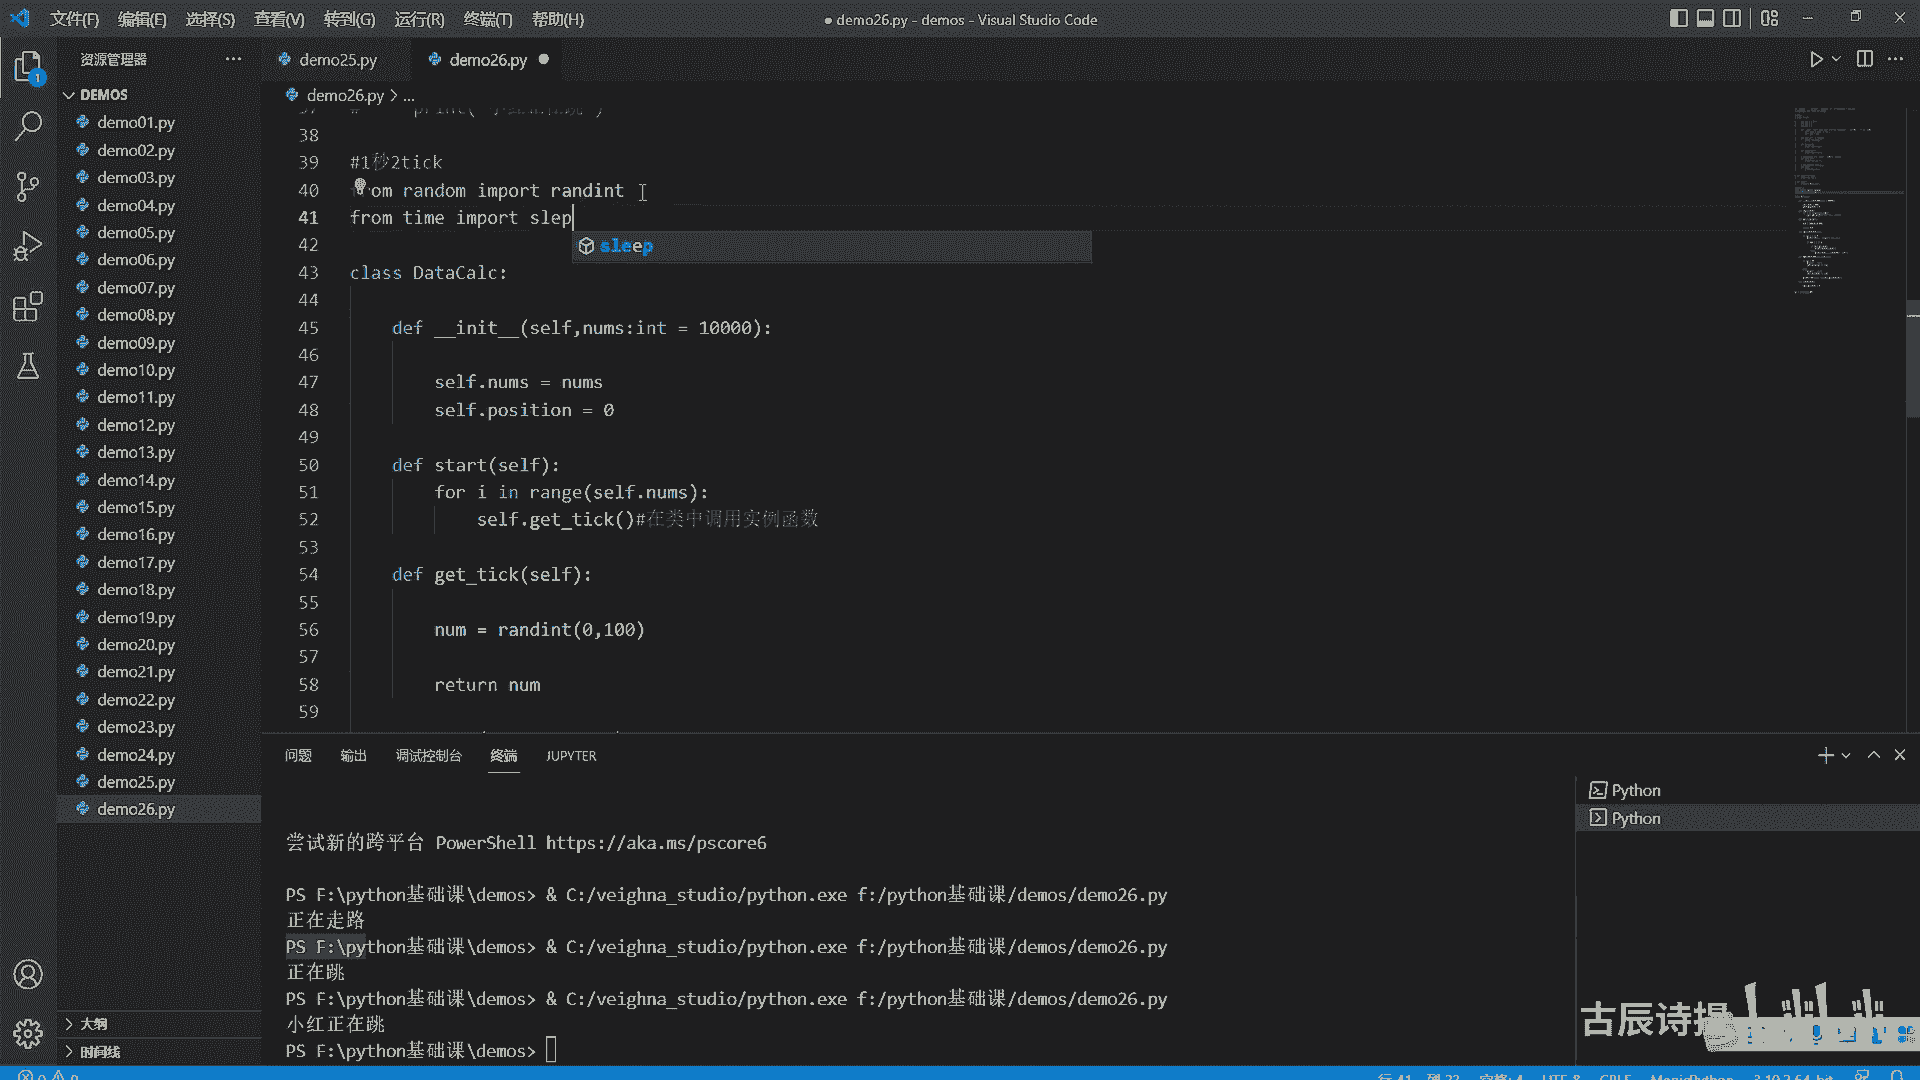 文件(F) 编辑(E) 选择(S) 查看(V) 转到(G) 运行(R) 终端(T) 帮助(H)
● demo26.py - demos - Visual Studio Code
资源管理器
demo25.py
demo26.py
1
DEMOS
demo26.py > ...
demo01.py
demo02.py
demo03.py
demo04.py
demo05.py
demo06.py
demo07.py
demo08.py
demo09.py
demo10.py
demo11.py
demo12.py
demo13.py
demo14.py
demo15.py
demo16.py
demo17.py
demo18.py
demo19.py
demo20.py
demo21.py
demo22.py
demo23.py
demo24.py
demo25.py
demo26.py
大纲
时间线
38
39 #1秒2tick
40 om random import randint
41 from time import slep
sleep
42
43 class DataCalc:
44
45 def __init__(self,nums:int = 10000):
46
47 self.nums = nums
48 self.position = 0
49
50 def start(self):
51 for i in range(self.nums):
52 self.get_tick()#在类中调用实例函数
53
54 def get_tick(self):
55
56 num = randint(0,100)
57
58 return num
59
问题 输出 调试控制台 终端 JUPYTER
Python
Python
尝试新的跨平台 PowerShell https://aka.ms/pscore6
PS F:\python基础课\demos> & C:/veighna_studio/python.exe f:/python基础课/demos/demo26.py
正在走路
PS F:\python基础课\demos> & C:/veighna_studio/python.exe f:/python基础课/demos/demo26.py
正在跳
PS F:\python基础课\demos> & C:/veighna_studio/python.exe f:/python基础课/demos/demo26.py
小红正在跳
PS F:\python基础课\demos>
古辰诗提